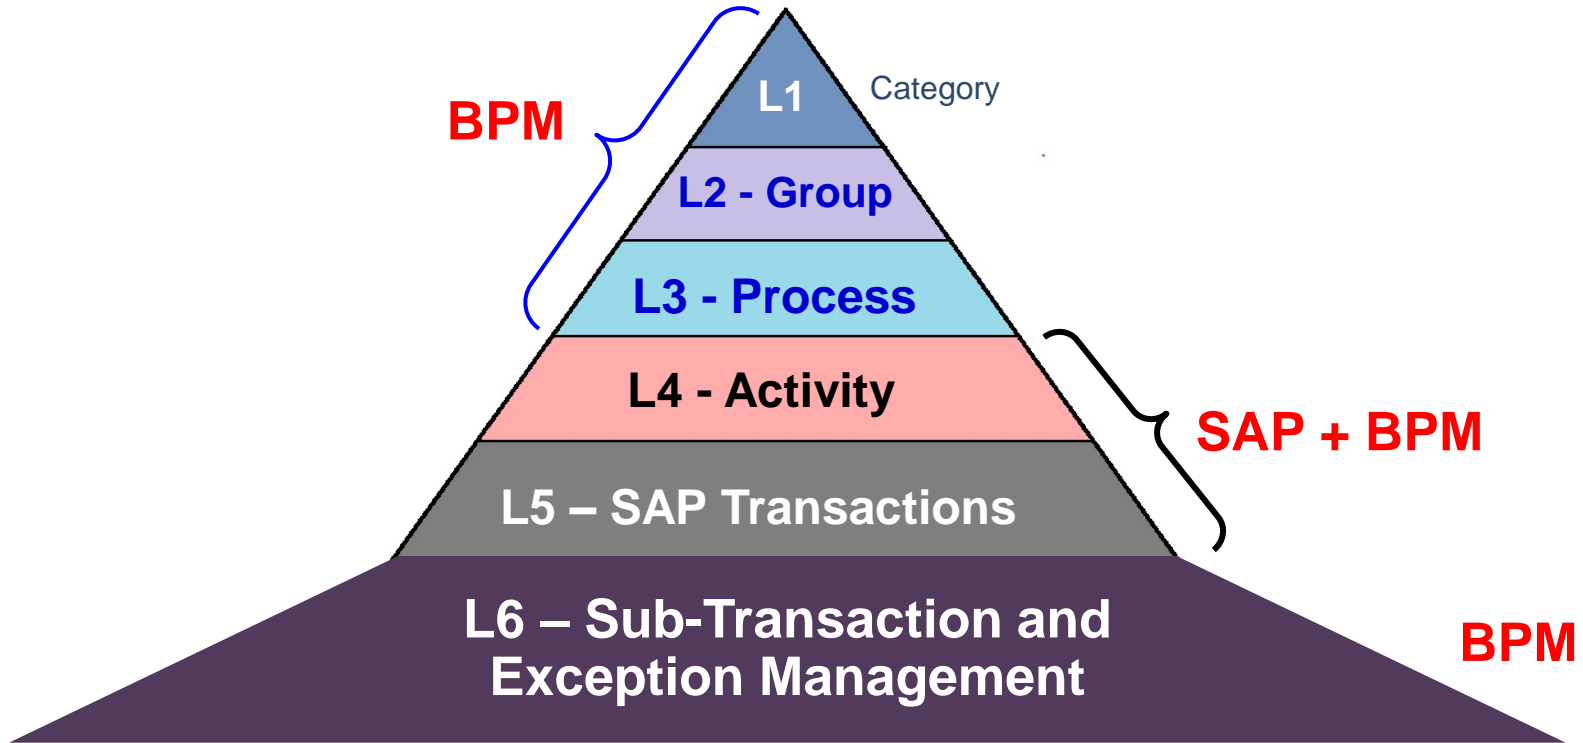 L1
Category
BPM
L2 - Group
L3 - Process
L4 - Activity
SAP + BPM
L5 – SAP Transactions
L6 – Sub-Transaction and
Exception Management
BPM